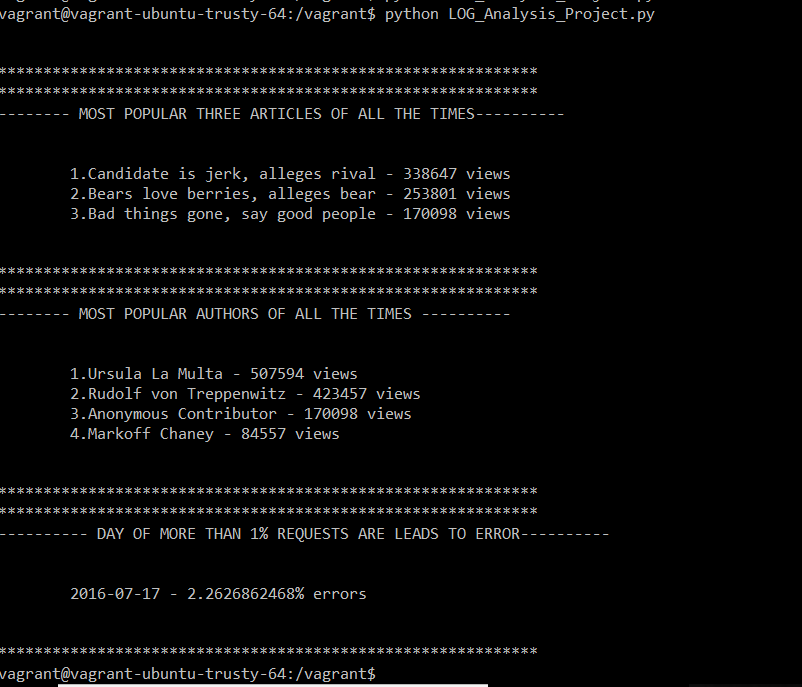 vagrant@vagrant-ubuntu-trusty-64:/vagrant$ python LOG_Analysis_Project.py
************************************************************
************************************************************
-------- MOST POPULAR THREE ARTICLES OF ALL THE TIMES----------
1.Candidate is jerk, alleges rival - 338647 views
2.Bears love berries, alleges bear - 253801 views
3.Bad things gone, say good people - 170098 views
************************************************************
************************************************************
-------- MOST POPULAR AUTHORS OF ALL THE TIMES ----------
1.Ursula La Multa - 507594 views
2.Rudolf von Treppenwitz - 423457 views
3.Anonymous Contributor - 170098 views
4.Markoff Chaney - 84557 views
************************************************************
************************************************************
---------- DAY OF MORE THAN 1% REQUESTS ARE LEADS TO ERROR----------
2016-07-17 - 2.2626862468% errors
************************************************************
vagrant@vagrant-ubuntu-trusty-64:/vagrant$